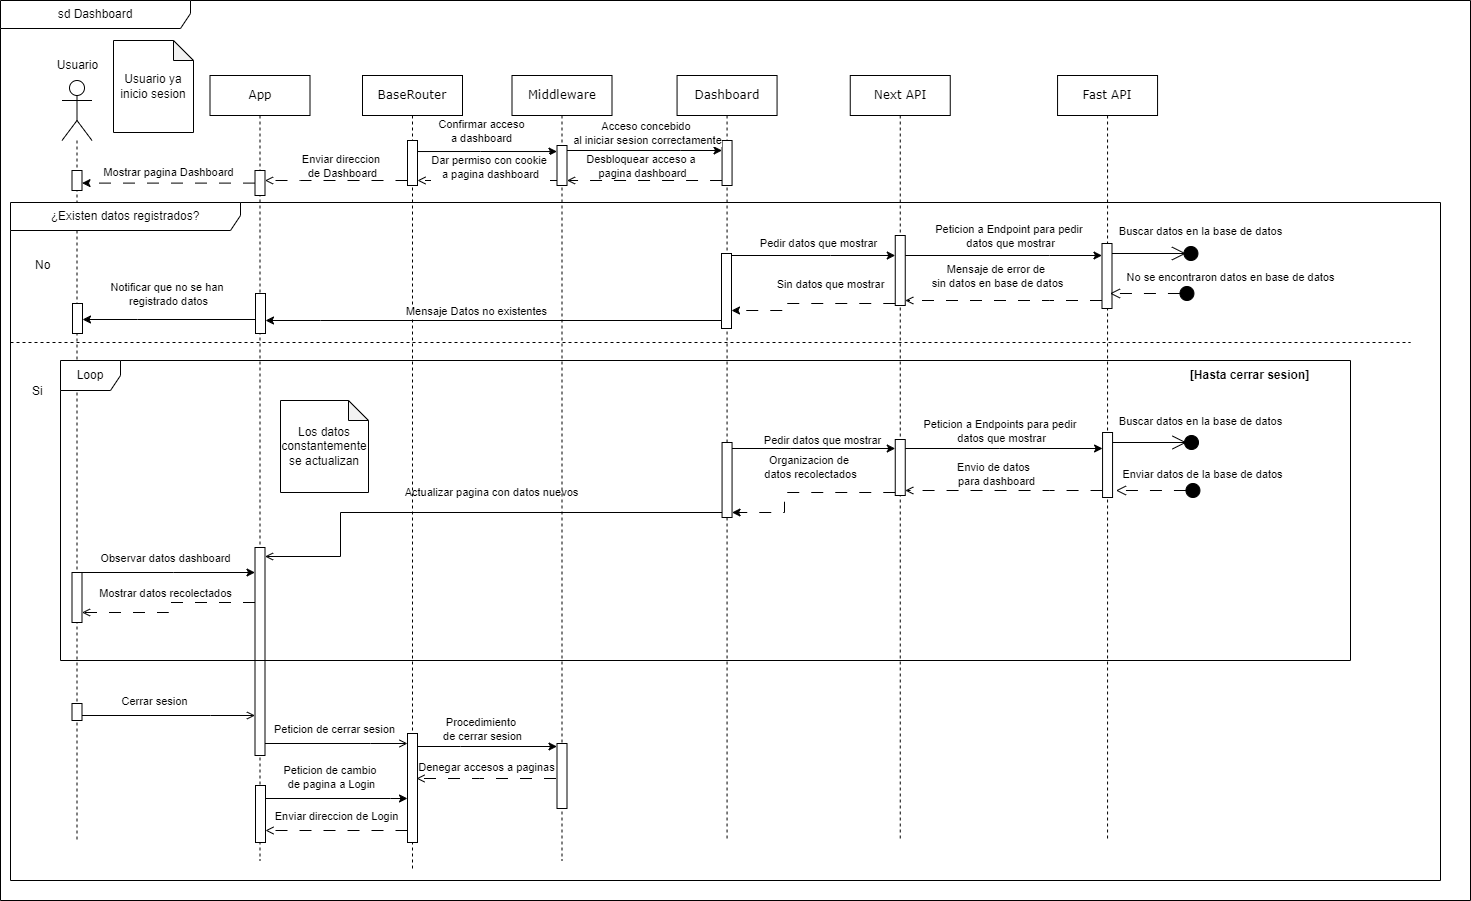 sd Dashboard
Usuario
Usuario ya
inicio sesion
App
BaseRouter
Middleware
Dashboard
Next API
Fast API
Confirmar acceso
a dashboard
Acceso concebido
al iniciar sesion correctamente
Mostrar pagina Dashboard
Enviar direccion
de Dashboard
Dar permiso con cookie
a pagina dashboard
Desbloquear acceso a
pagina dashboard
¿Existen datos registrados?
No
Pedir datos que mostrar
Peticion a Endpoint para pedir
datos que mostrar
Buscar datos en la base de datos
Notificar que no se han
registrado datos
Mensaje Datos no existentes
Sin datos que mostrar
Mensaje de error de
sin datos en base de datos
No se encontraron datos en base de datos
Si
Loop
[Hasta cerrar sesion]
Los datos
constantemente
se actualizan
Pedir datos que mostrar
Peticion a Endpoints para pedir
datos que mostrar
Buscar datos en la base de datos
Organizacion de
datos recolectados
Envio de datos
para dashboard
Enviar datos de la base de datos
Actualizar pagina con datos nuevos
Observar datos dashboard
Mostrar datos recolectados
Cerrar sesion
Peticion de cerrar sesion
Procedimiento
de cerrar sesion
Denegar accesos a paginas
Peticion de cambio
de pagina a Login
Enviar direccion de Login